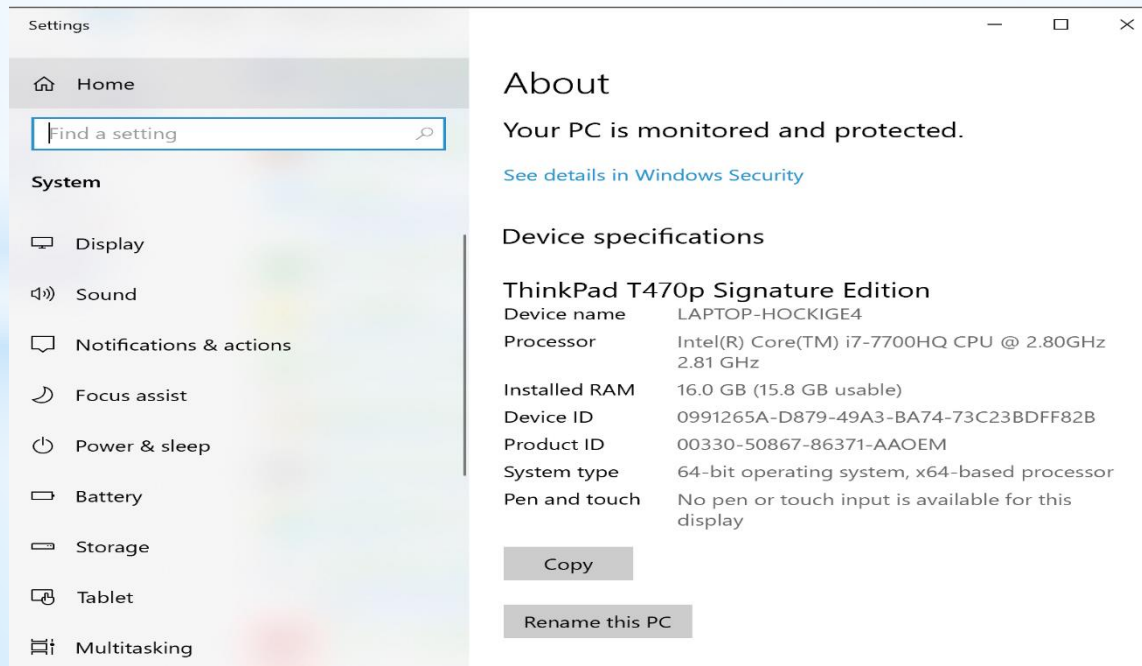 Settings
Home
Find a setting
System
Display
Sound
Notifications & actions
Focus assist
Power & sleep
Battery
Storage
Tablet
Multitasking
About
Your PC is monitored and protected.
See details in Windows Security
Device specifications
ThinkPad T470p Signature Edition
Device name LAPTOP-HOCKIGE4
Processor Intel(R) Core(TM) i7-7700HQ CPU @ 2.80GHz
2.81 GHz
Installed RAM 16.0 GB (15.8 GB usable)
Device ID 0991265A-D879-49A3-BA74-73C23BDFF82B
Product ID 00330-50867-86371-AAOEM
System type 64-bit operating system, x64-based processor
Pen and touch No pen or touch input is available for this
display
Copy
Rename this PC